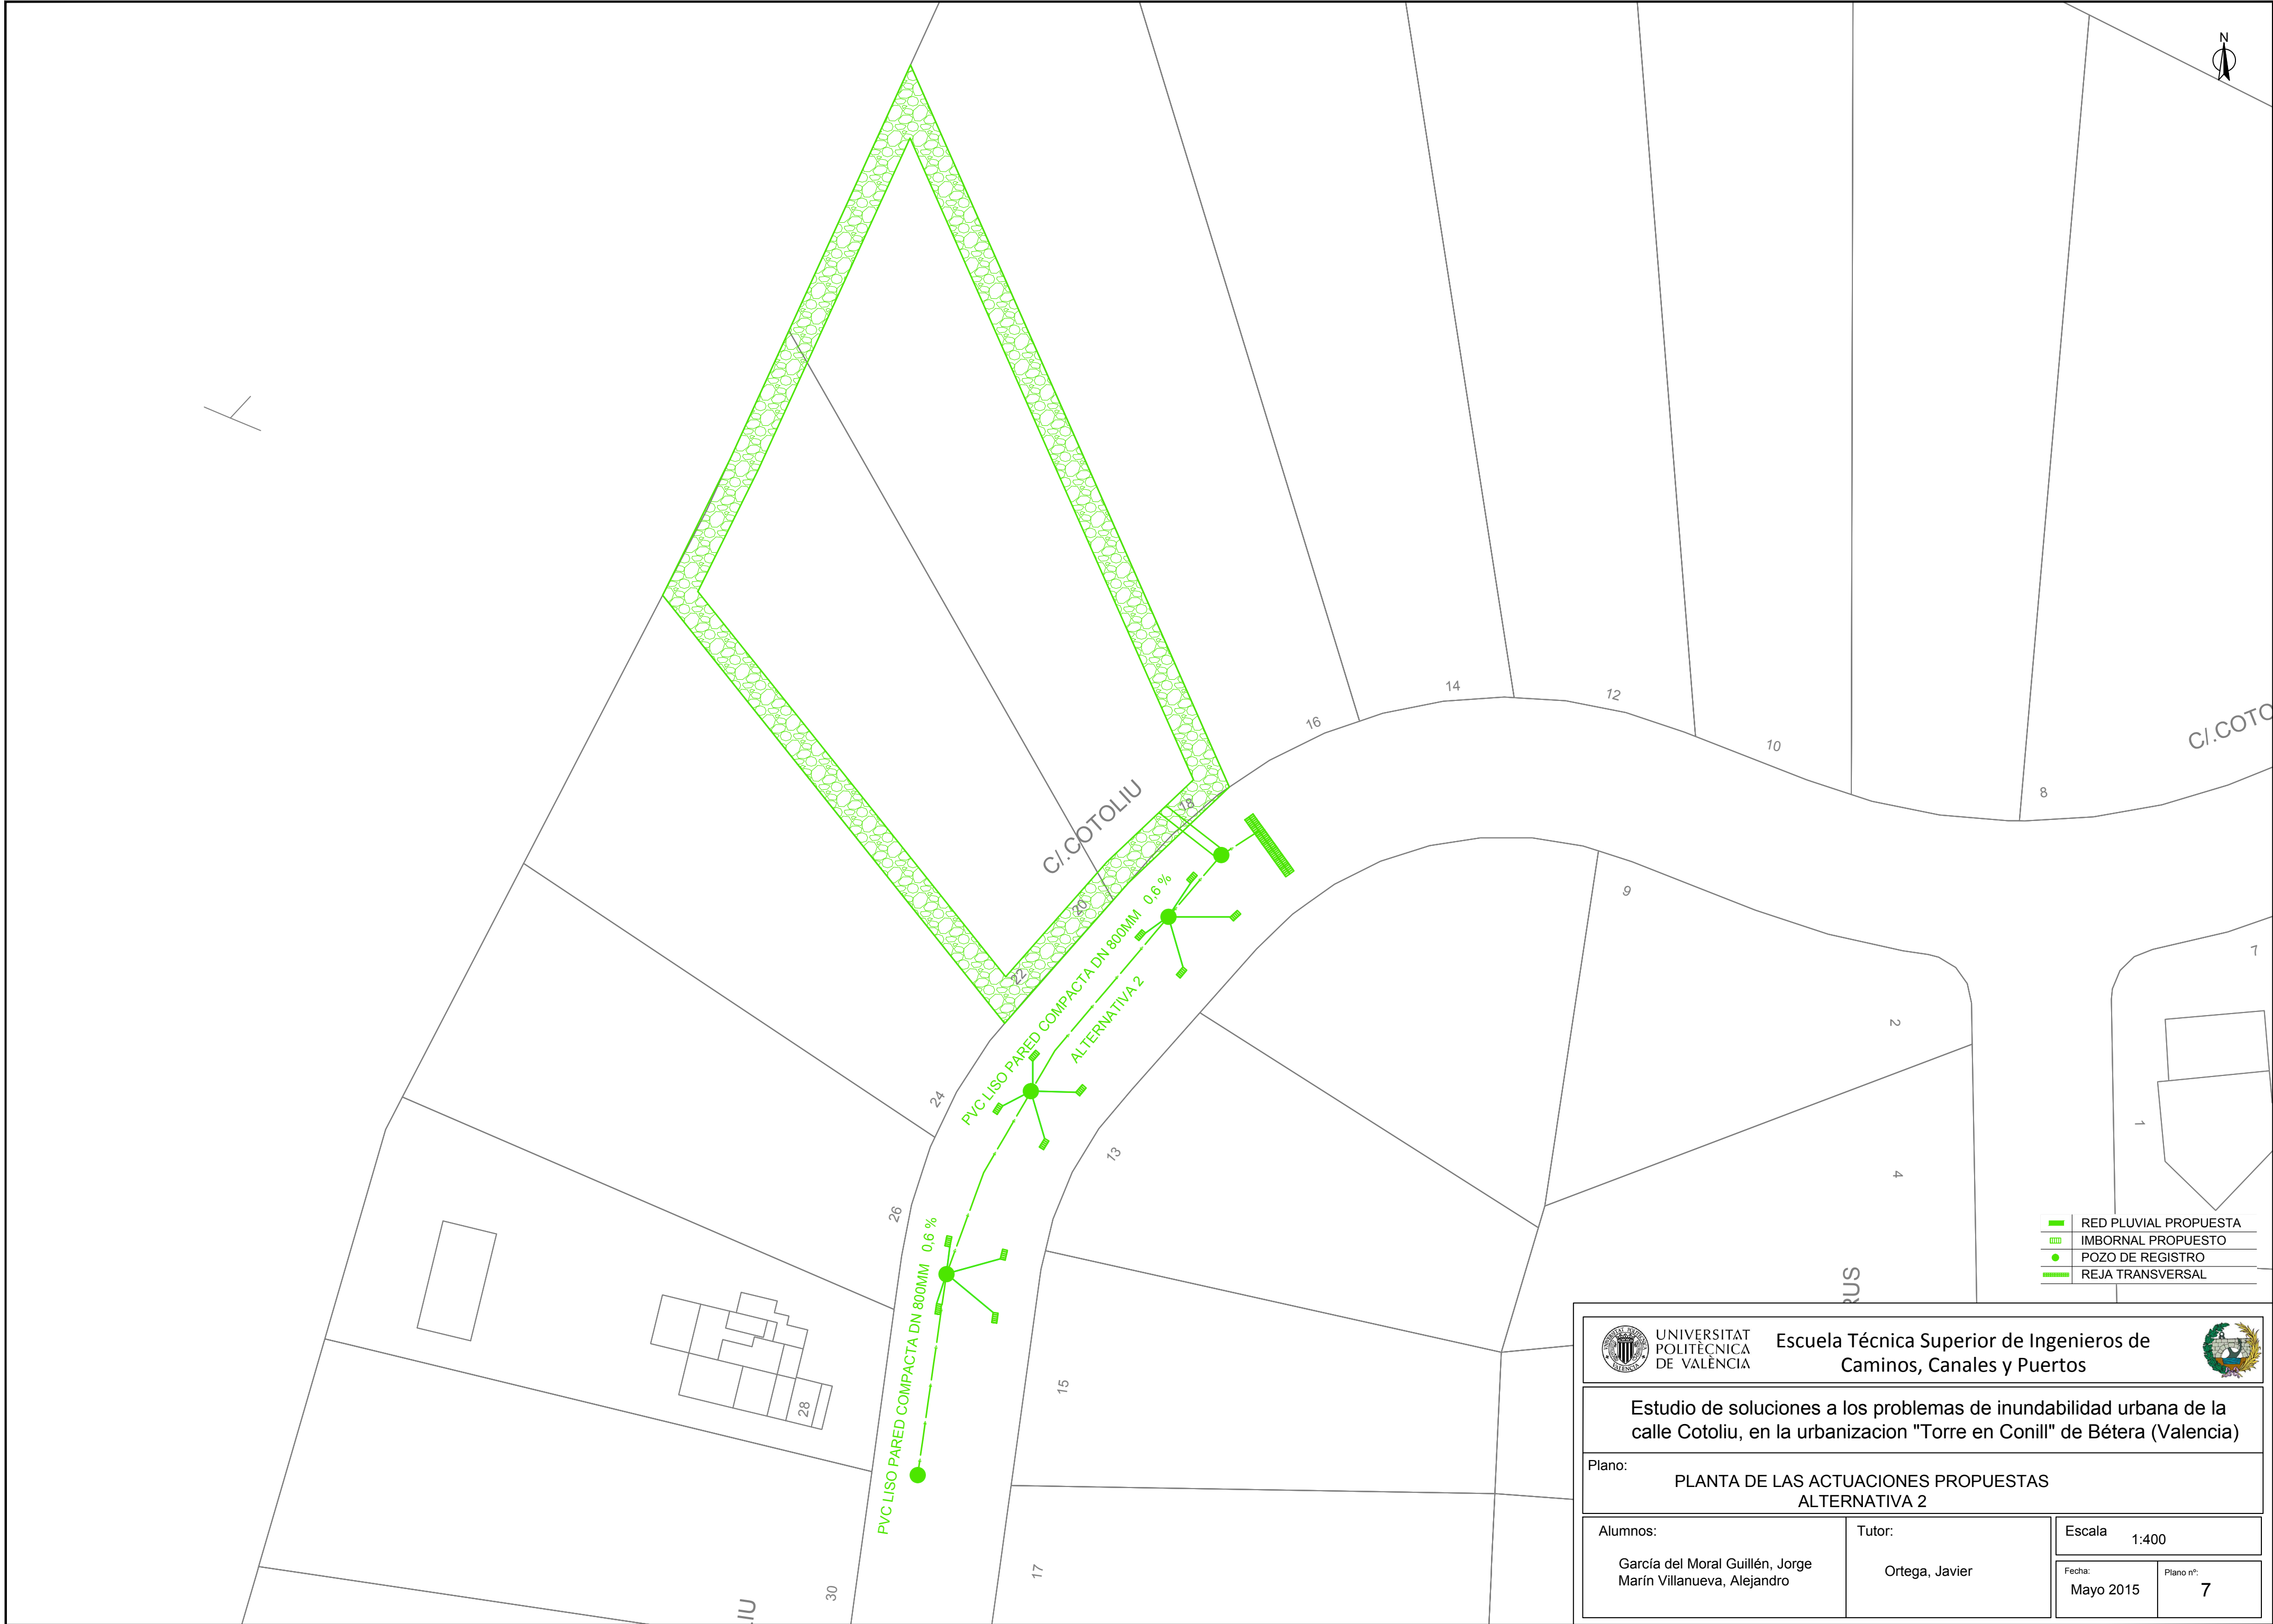 N
C/.COTO
14
12
16
10
8
C/.COTOLIU
18
20
22
9
7
PVC LISO PARED COMPACTA DN 800MM 0,6 %
ALTERNATIVA 2
2
24
13
1
4
26
PVC LISO PARED COMPACTA DN 800MM 0,6 %
28
15
17
30
IU
RUS
RED PLUVIAL PROPUESTA
IMBORNAL PROPUESTO
POZO DE REGISTRO
REJA TRANSVERSAL
UNIVERSITAT
POLITÈCNICA
DE VALÈNCIA
Escuela Técnica Superior de Ingenieros de
Caminos, Canales y Puertos
Estudio de soluciones a los problemas de inundabilidad urbana de la
calle Cotoliu, en la urbanizacion "Torre en Conill" de Bétera (Valencia)
Plano:
PLANTA DE LAS ACTUACIONES PROPUESTAS
ALTERNATIVA 2
Alumnos:
García del Moral Guillén, Jorge
Marín Villanueva, Alejandro
Tutor:
Ortega, Javier
Escala 1:400
Fecha:
Mayo 2015
Plano nº:
7